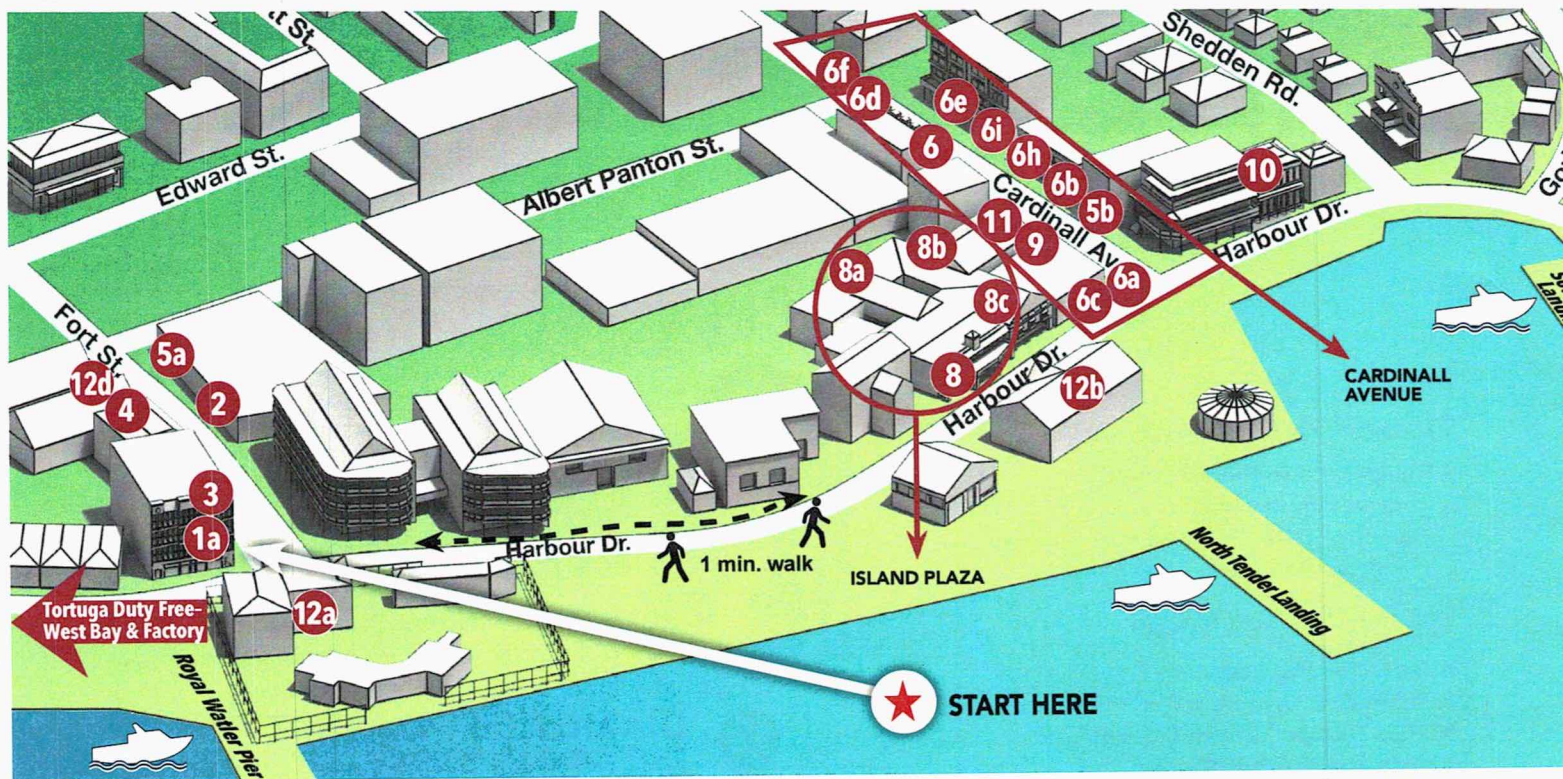 tt St.
Shedden Rd.
6f
6d
6e
6i
6h
6
6b
5b
10
Edward St.
Albert Panton St.
Cardinall Av
Harbour Dr.
11
9
8b
8a
8c
6a
6c
Fort St.
5a
12d
4
2
8
Harbour Dr.
12b
CARDINALL
AVENUE
3
1a
Harbour Dr.
1 min. walk
ISLAND PLAZA
North Tender Landing
Tortuga Duty Free–
West Bay & Factory
12a
Royal Watler Pier
START HERE